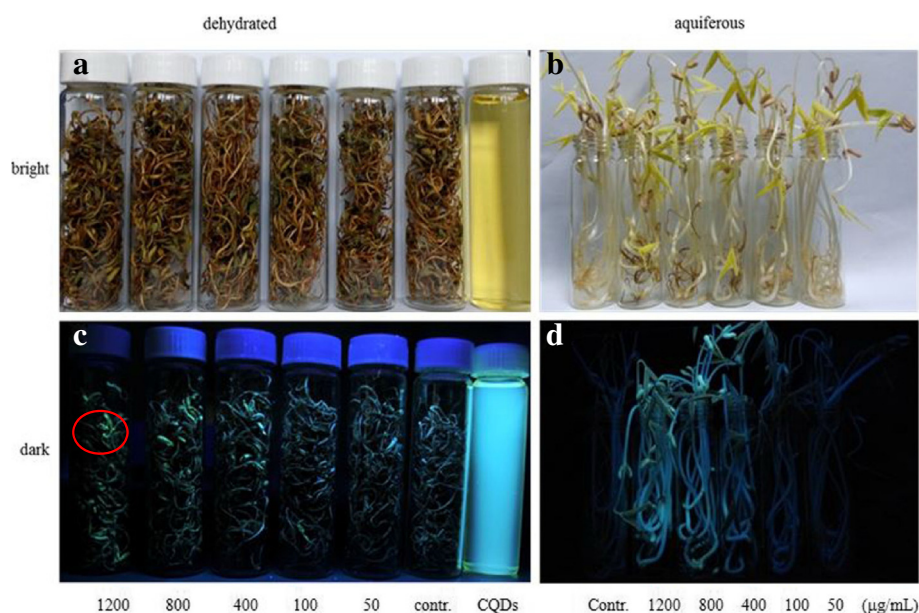 dehydrated aquiferous
a b
bright
c d
dark
1200 800 400 100 50 contr. CQDs Contr. 1200 800 400 100 50 (μg/mL)